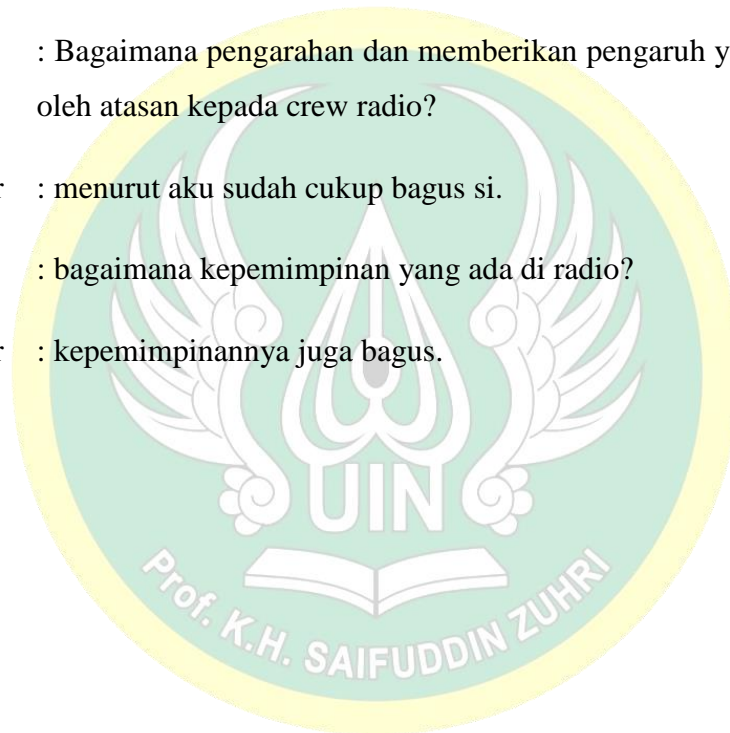 : Bagaimana pengarahan dan memberikan pengaruh
oleh atasan kepada crew radio?
: menurut aku sudah cukup bagus si.
: bagaimana kepemimpinan yang ada di radio?
: kepemimpinannya juga bagus.
UIN
Prof. K.H. SAIFUDDIN ZUHRI